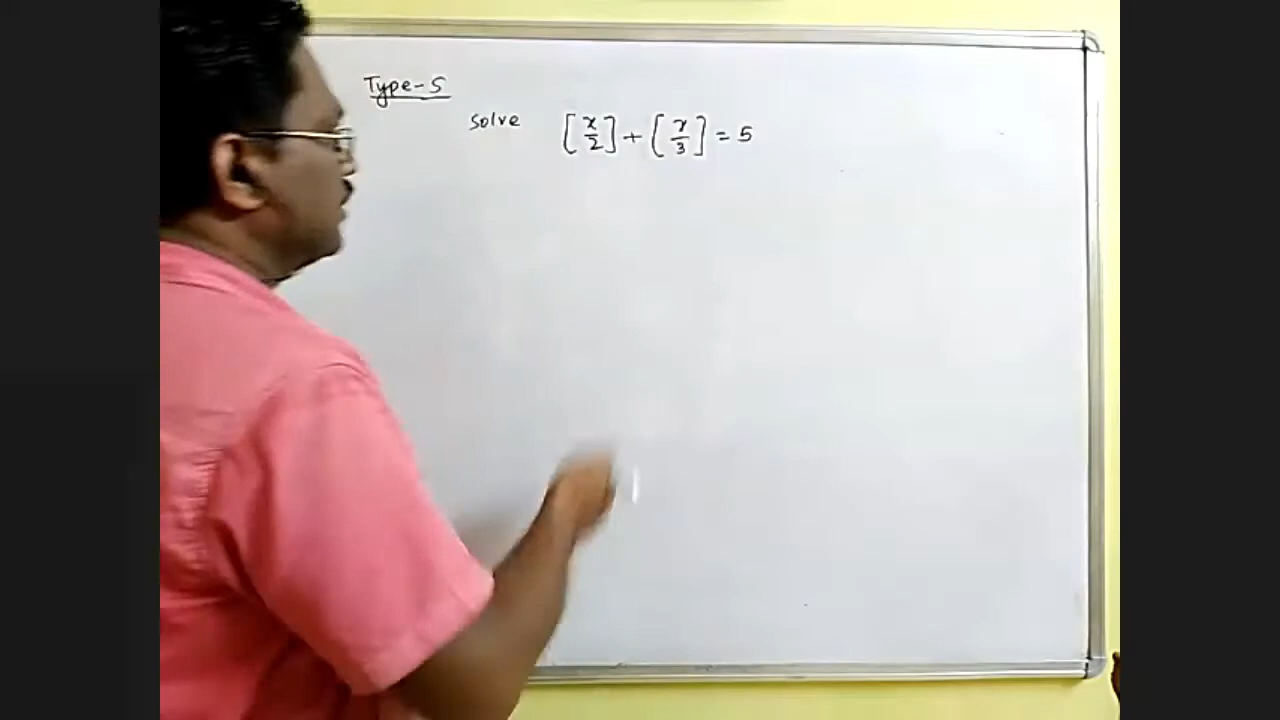 Type-5
solve [x/2] + [x/3] = 5